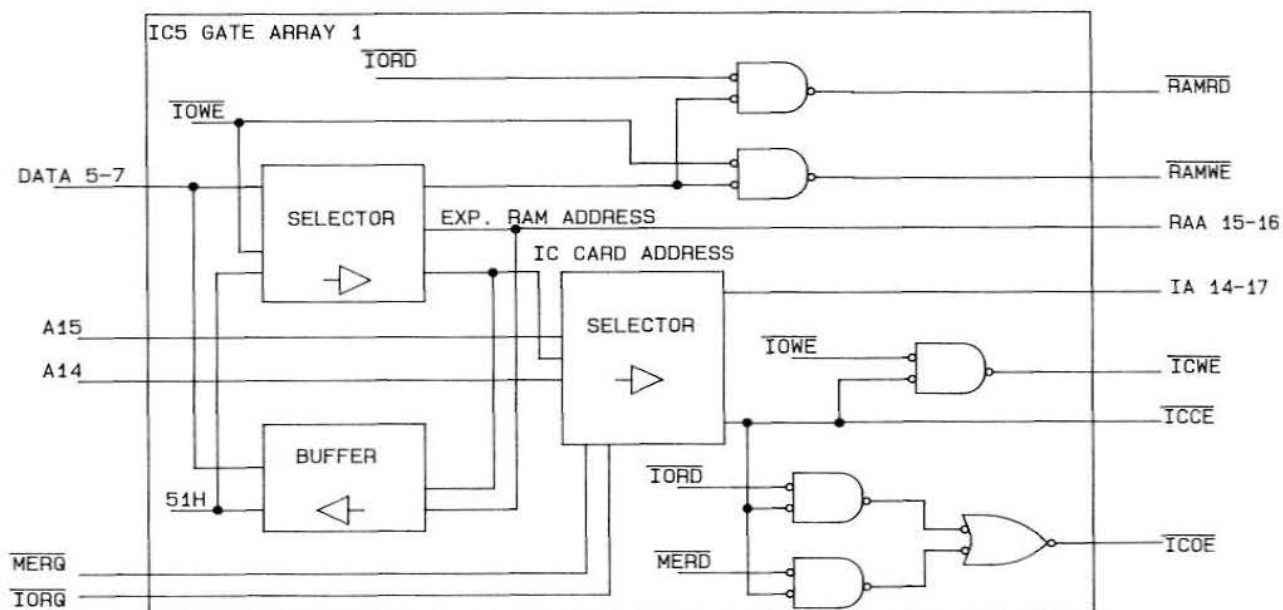 IC5 GATE ARRAY 1
IORD
RAMRD
IOWE
RAMWE
DATA 5-7
SELECTOR
EXP. RAM ADDRESS
RAA 15-16
IC CARD ADDRESS
IA 14-17
A15
SELECTOR
IOWE
ICWE
A14
ICCE
BUFFER
IORD
51H
ICOE
MERQ
MERD
IORQ